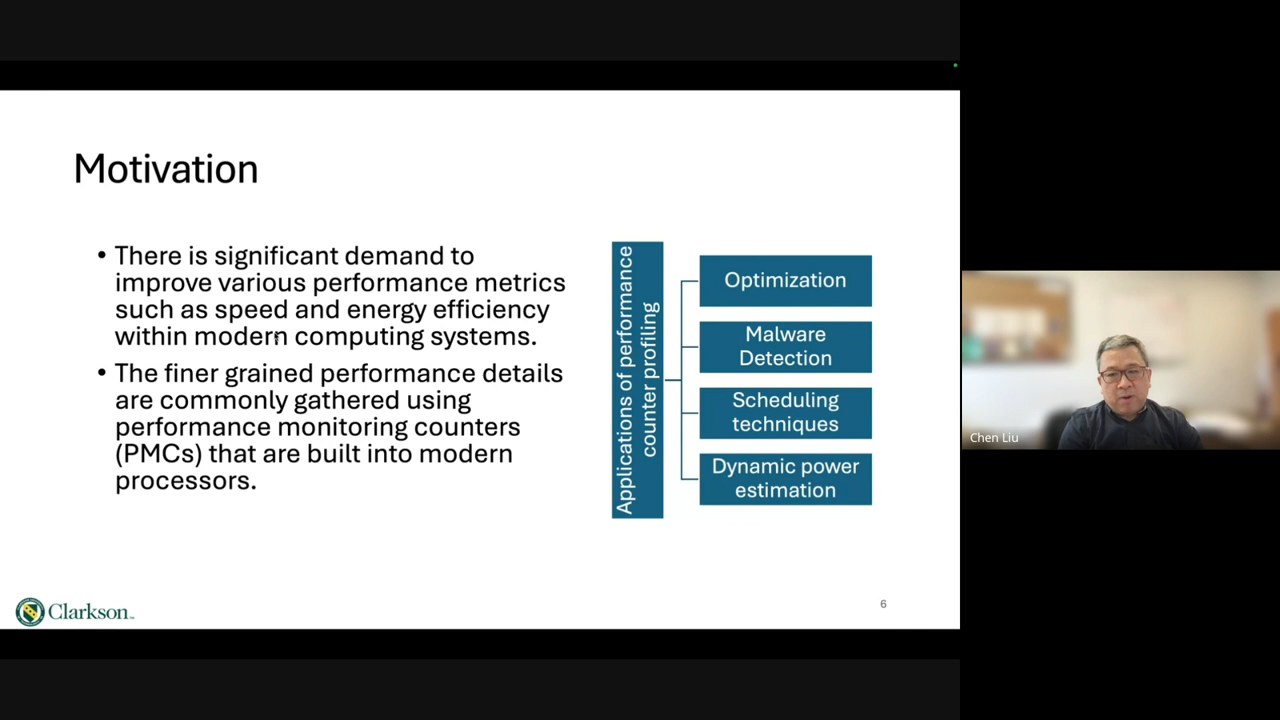 Motivation
• There is significant demand to
improve various performance metrics
such as speed and energy efficiency
within modern computing systems.
• The finer grained performance details
are commonly gathered using
performance monitoring counters
(PMCs) that are built into modern
processors.
Applications of performance
counter profiling
Optimization
Malware
Detection
Scheduling
techniques
Dynamic power
estimation
Clarkson
6
Chen Liu